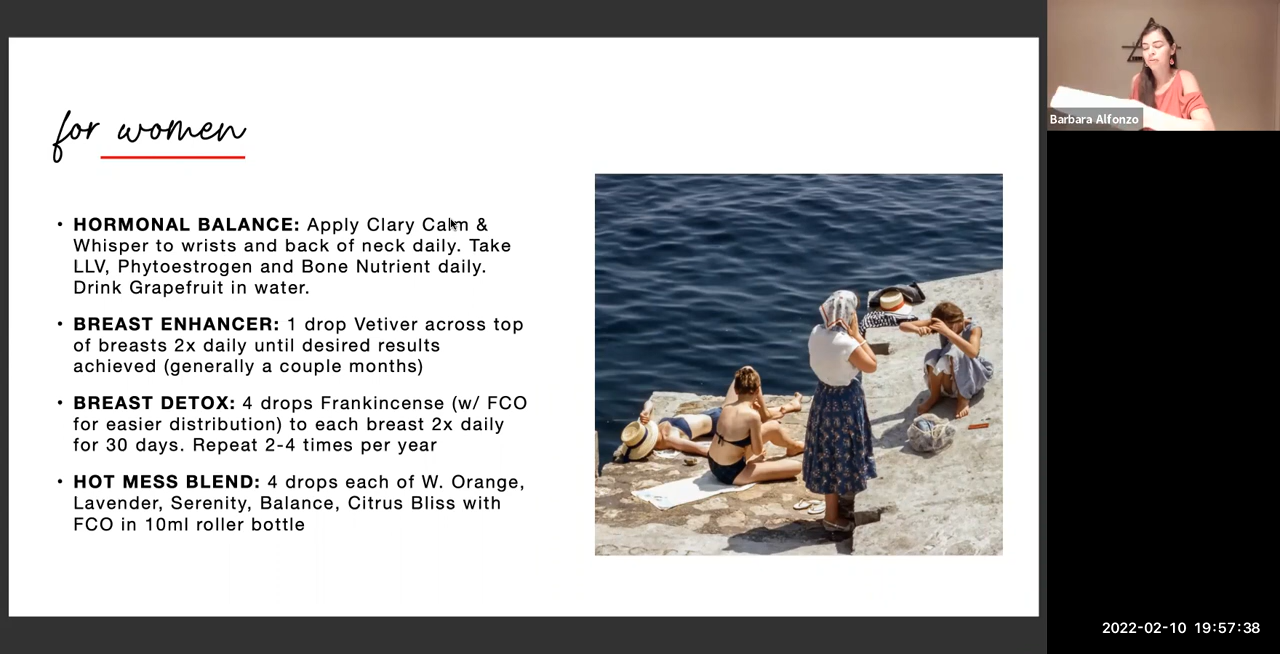 for women
• HORMONAL BALANCE: Apply Clary Calm &
Whisper to wrists and back of neck daily. Take
LLV, Phytoestrogen and Bone Nutrient daily.
Drink Grapefruit in water.
• BREAST ENHANCER: 1 drop Vetiver across top
of breasts 2x daily until desired results
achieved (generally a couple months)
• BREAST DETOX: 4 drops Frankincense (w/ FCO
for easier distribution) to each breast 2x daily
for 30 days. Repeat 2-4 times per year
• HOT MESS BLEND: 4 drops each of W. Orange,
Lavender, Serenity, Balance, Citrus Bliss with
FCO in 10ml roller bottle
Barbara Alfonzo
2022-02-10 19:57:38